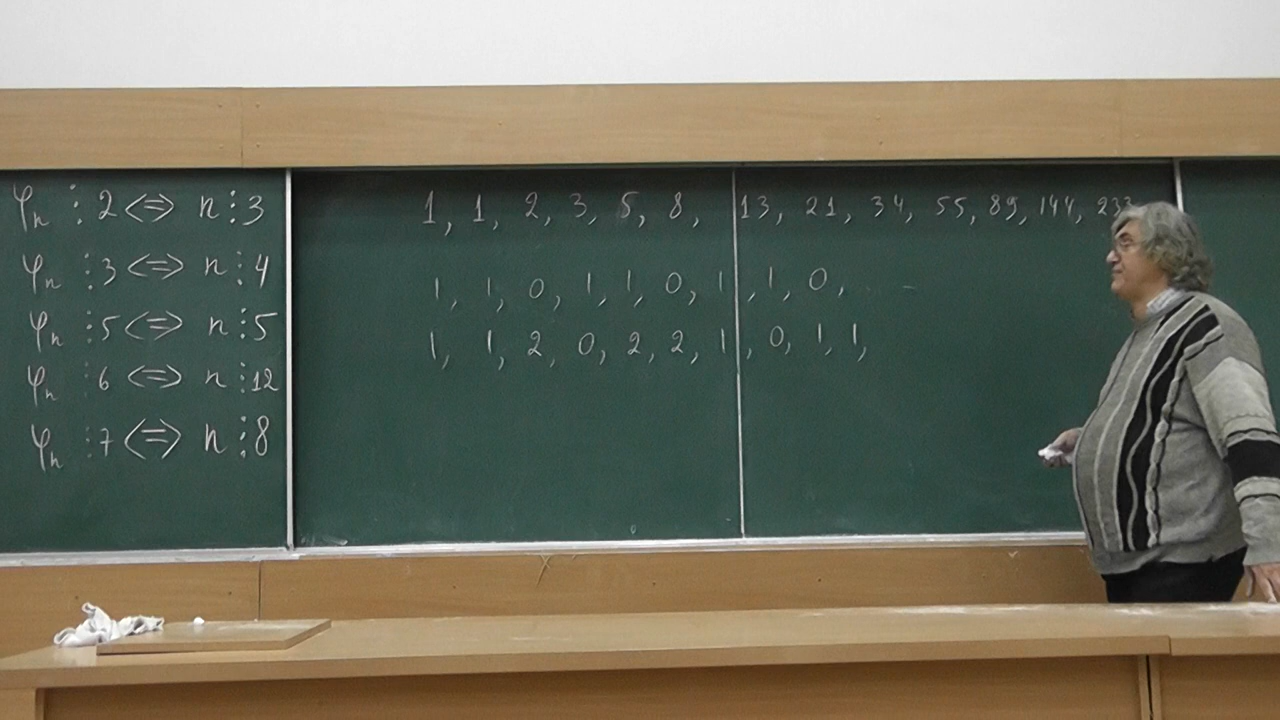 φₙ ⋮ 2 <=> n ⋮ 3
φₙ ⋮ 3 <=> n ⋮ 4
φₙ ⋮ 5 <=> n ⋮ 5
φₙ ⋮ 6 <=> n ⋮ 12
φₙ ⋮ 7 <=> n ⋮ 8
1, 1, 2, 3, 5, 8, 13, 21, 34, 55, 89, 144, 233
1, 1, 0, 1, 1, 0, 1, 1, 0, . . -
1, 1, 2, 0, 2, 2, 1, 0, 1, 1,